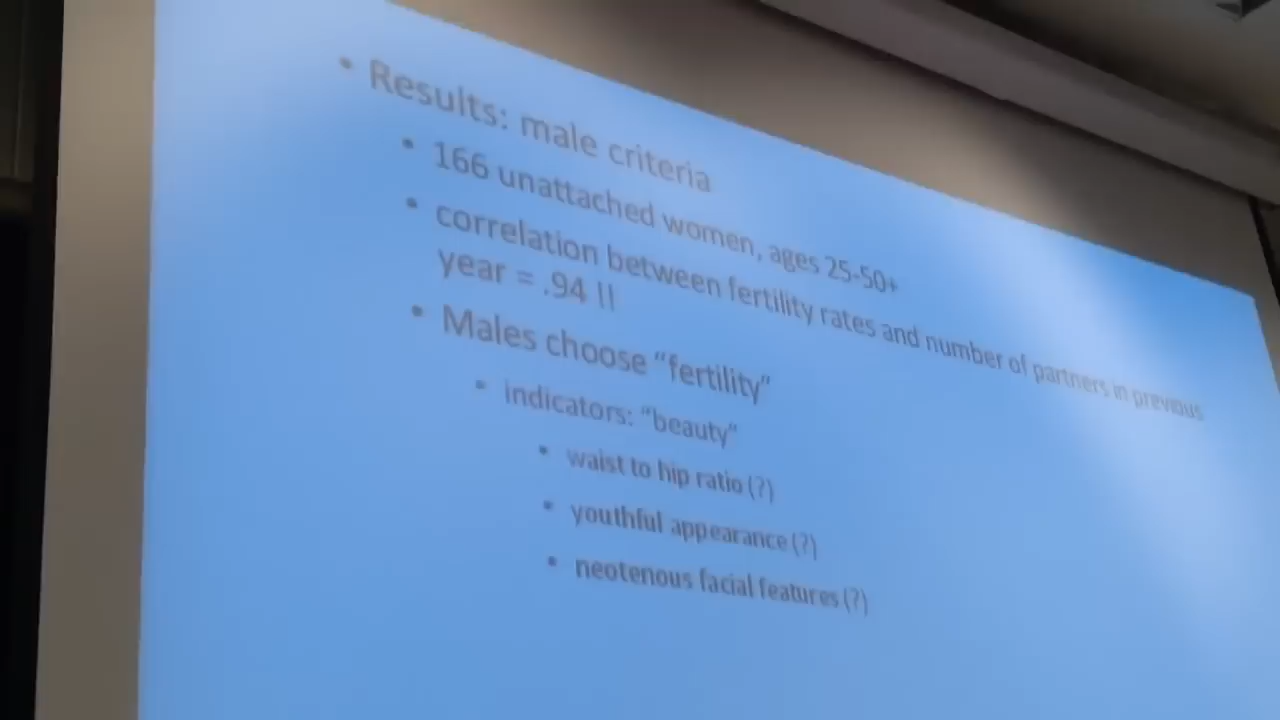 • Results: male criteria
• 166 unattached women, ages 25-50+
• correlation between fertility rates and number of partners in previous
year = .94 !!
• Males choose “fertility”
• indicators: “beauty”
• waist to hip ratio (?)
• youthful appearance (?)
• neotenous facial features (?)